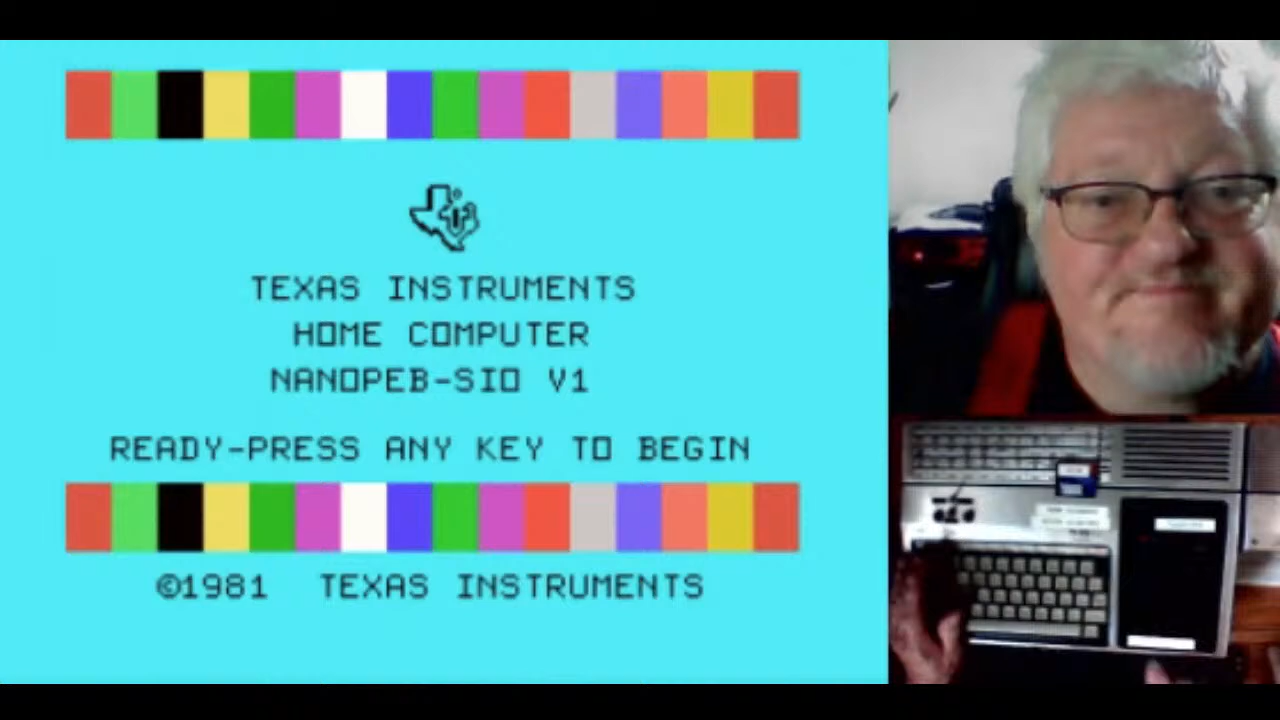 TEXAS INSTRUMENTS
HOME COMPUTER
NANOPEB-SIO V1
READY-PRESS ANY KEY TO BEGIN
©1981 TEXAS INSTRUMENTS